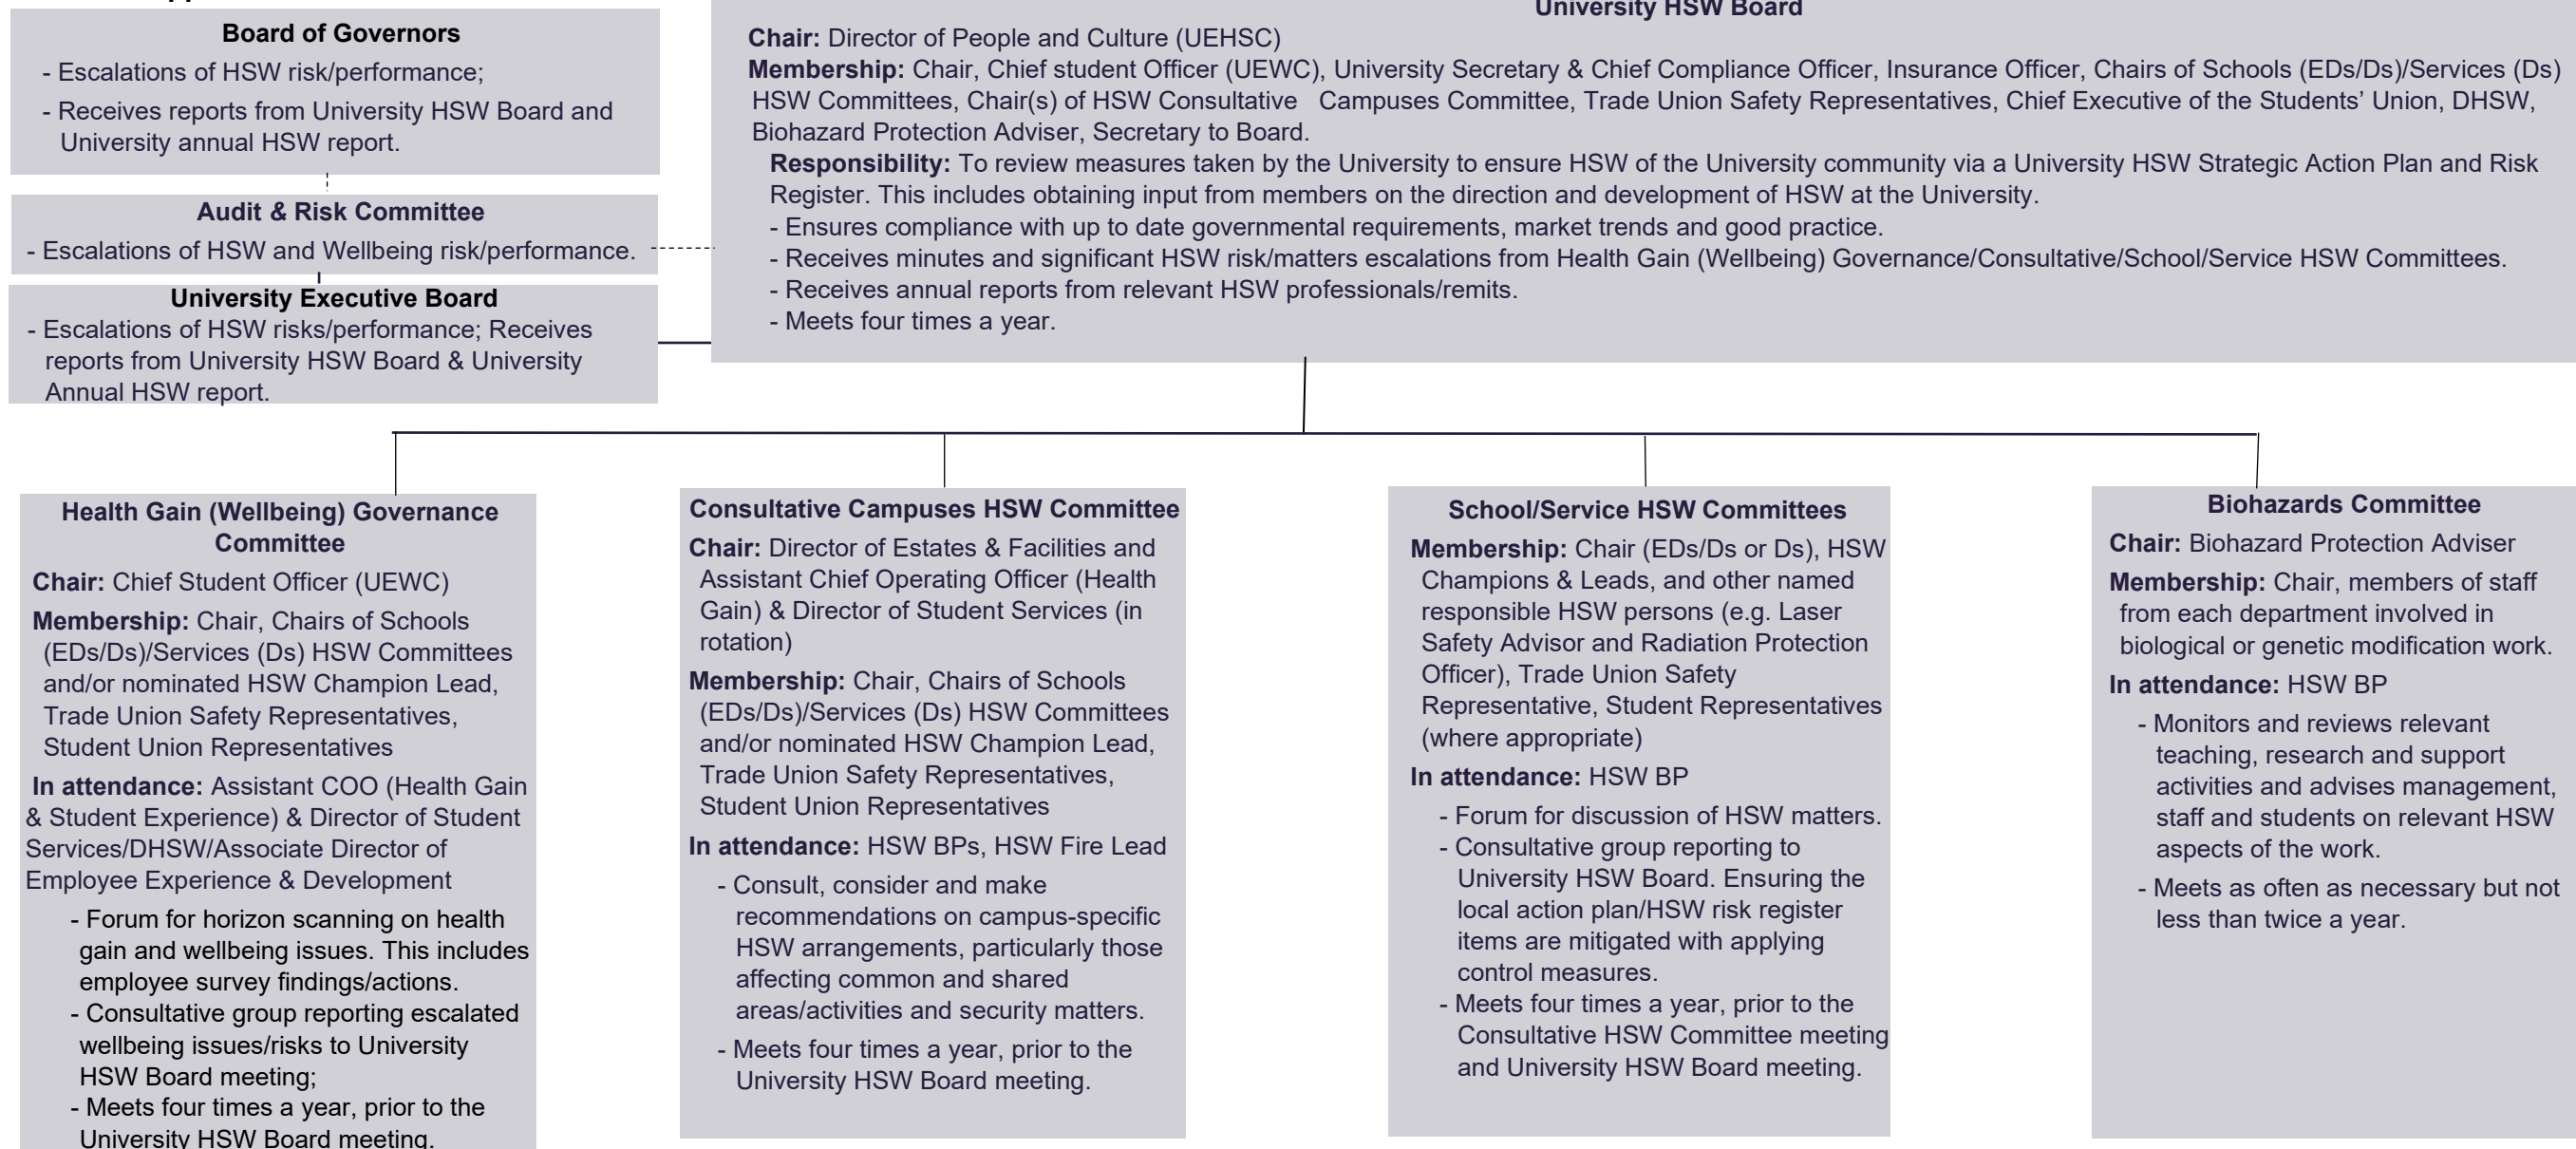 Board of Governors
- Escalations of HSW risk/performance;
- Receives reports from University HSW Board and
University annual HSW report.
Audit & Risk Committee
- Escalations of HSW and Wellbeing risk/performance.
University Executive Board
- Escalations of HSW risks/performance; Receives
reports from University HSW Board & University
Annual HSW report.
University HSW Board
Chair: Director of People and Culture (UEHSC)
Membership: Chair, Chief student Officer (UEWC), University Secretary & Chief Compliance Officer, Insurance Officer, Chairs of Schools (EDs/Ds)/Services (Ds)
HSW Committees, Chair(s) of HSW Consultative Campuses Committee, Trade Union Safety Representatives, Chief Executive of the Students’ Union, DHSW,
Biohazard Protection Adviser, Secretary to Board.
Responsibility: To review measures taken by the University to ensure HSW of the University community via a University HSW Strategic Action Plan and Risk
Register. This includes obtaining input from members on the direction and development of HSW at the University.
- Ensures compliance with up to date governmental requirements, market trends and good practice.
- Receives minutes and significant HSW risk/matters escalations from Health Gain (Wellbeing) Governance/Consultative/School/Service HSW Committees.
- Receives annual reports from relevant HSW professionals/remits.
- Meets four times a year.
Health Gain (Wellbeing) Governance
Committee
Chair: Chief Student Officer (UEWC)
Membership: Chair, Chairs of Schools
(EDs/Ds)/Services (Ds) HSW Committees
and/or nominated HSW Champion Lead,
Trade Union Safety Representatives,
Student Union Representatives
In attendance: Assistant COO (Health Gain
& Student Experience) & Director of Student
Services/DHSW/Associate Director of
Employee Experience & Development
- Forum for horizon scanning on health
gain and wellbeing issues. This includes
employee survey findings/actions.
- Consultative group reporting escalated
wellbeing issues/risks to University
HSW Board meeting;
- Meets four times a year, prior to the
University HSW Board meeting.
Consultative Campuses HSW Committee
Chair: Director of Estates & Facilities and
Assistant Chief Operating Officer (Health
Gain) & Director of Student Services (in
rotation)
Membership: Chair, Chairs of Schools
(EDs/Ds)/Services (Ds) HSW Committees
and/or nominated HSW Champion Lead,
Trade Union Safety Representatives,
Student Union Representatives
In attendance: HSW BPs, HSW Fire Lead
- Consult, consider and make
recommendations on campus-specific
HSW arrangements, particularly those
affecting common and shared
areas/activities and security matters.
- Meets four times a year, prior to the
University HSW Board meeting.
School/Service HSW Committees
Membership: Chair (EDs/Ds or Ds), HSW
Champions & Leads, and other named
responsible HSW persons (e.g. Laser
Safety Advisor and Radiation Protection
Officer), Trade Union Safety
Representative, Student Representatives
(where appropriate)
In attendance: HSW BP
- Forum for discussion of HSW matters.
- Consultative group reporting to
University HSW Board. Ensuring the
local action plan/HSW risk register
items are mitigated with applying
control measures.
- Meets four times a year, prior to the
Consultative HSW Committee meeting
and University HSW Board meeting.
Biohazards Committee
Chair: Biohazard Protection Adviser
Membership: Chair, members of staff
from each department involved in
biological or genetic modification work.
In attendance: HSW BP
- Monitors and reviews relevant
teaching, research and support
activities and advises management,
staff and students on relevant HSW
aspects of the work.
- Meets as often as necessary but not
less than twice a year.